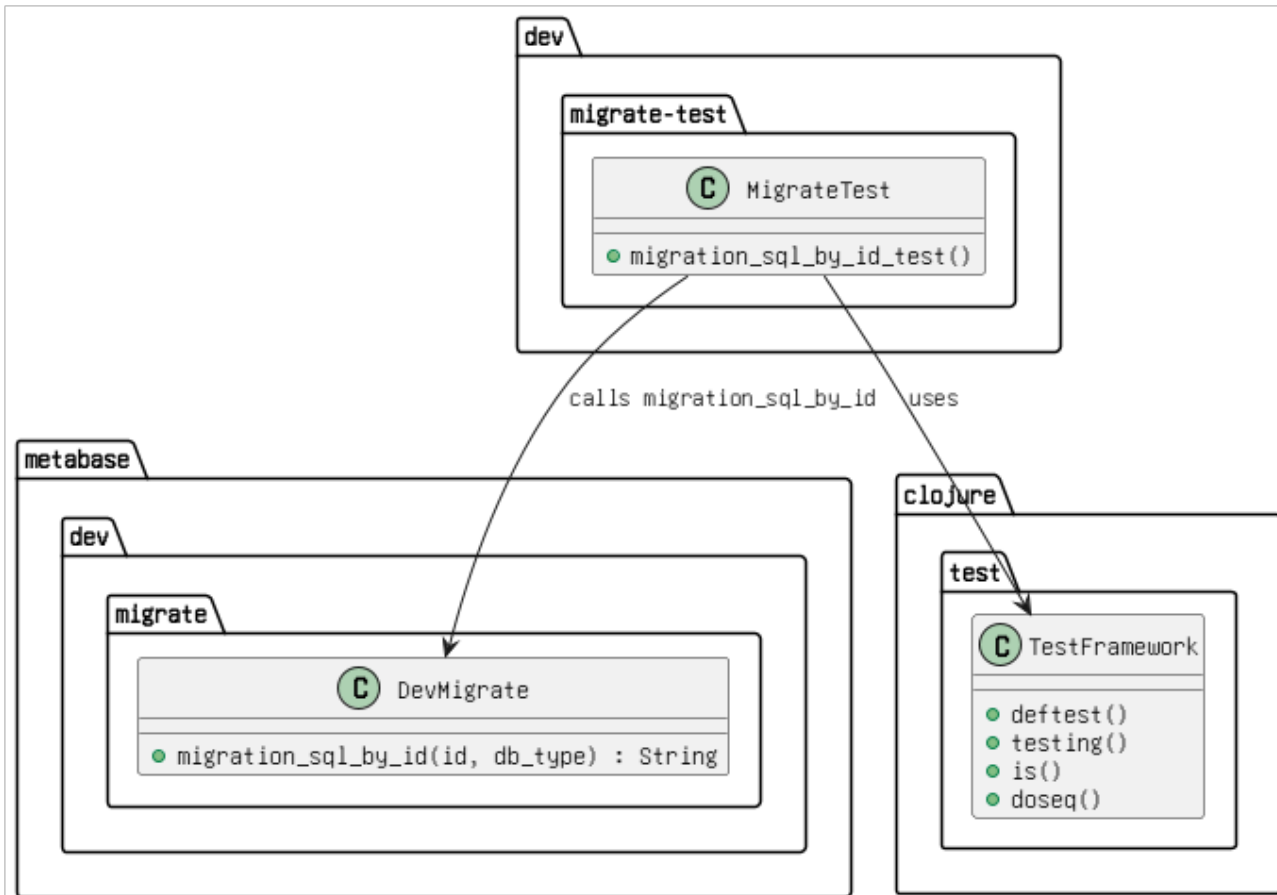 dev
migrate-test
C MigrateTest
migration_sql_by_id_test()
calls migration_sql_by_id
uses
metabase
dev
migrate
C DevMigrate
migration_sql_by_id(id, db_type) : String
clojure
test
C TestFramework
deftest()
testing()
is()
doseq()